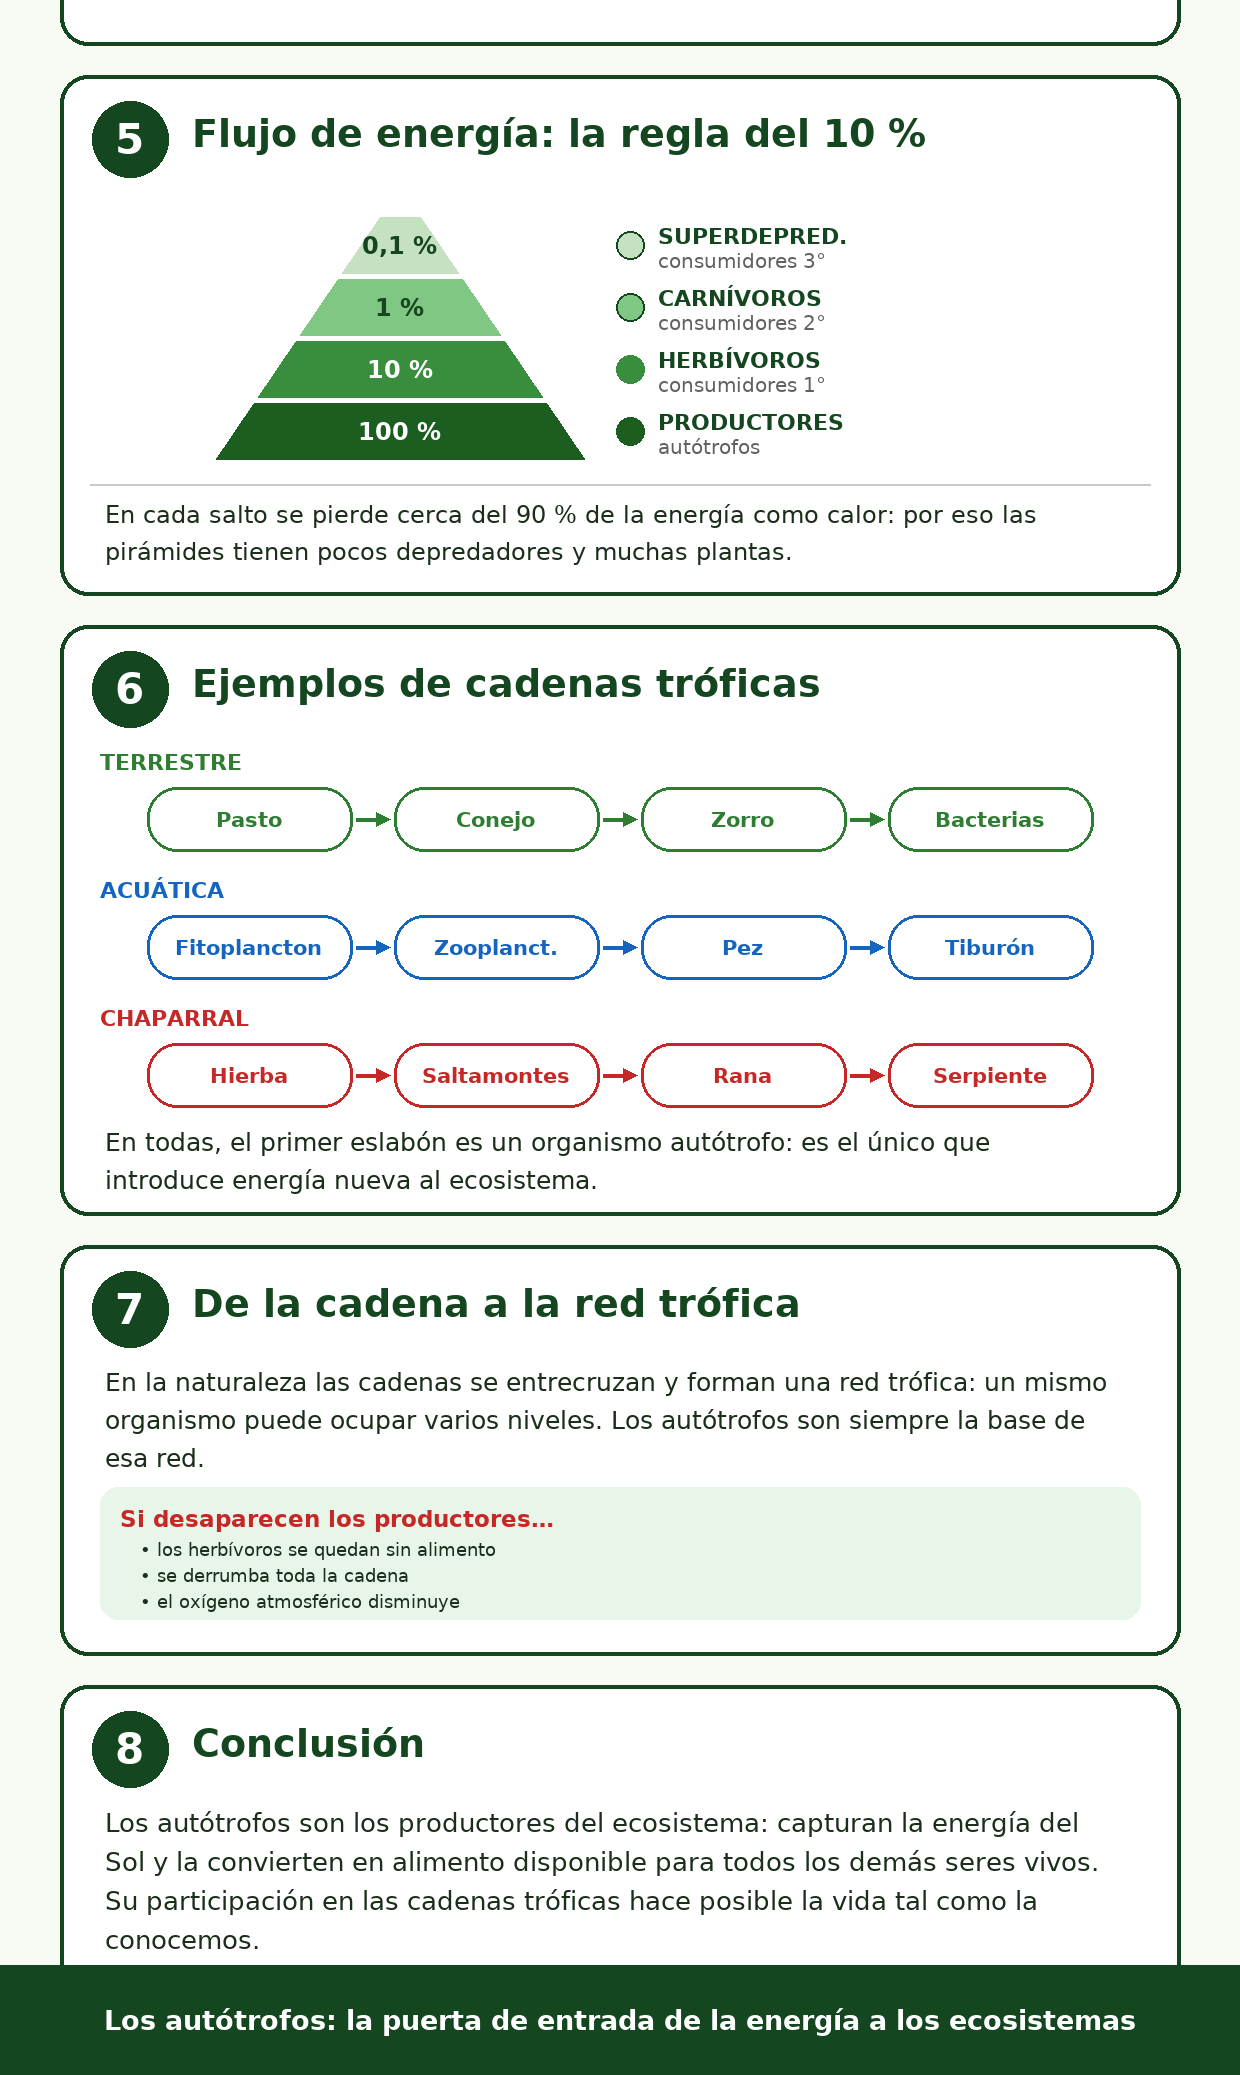 5
Flujo de energía: la regla del 10 %
0,1 %
SUPERDEPRED.
consumidores 3°
1 %
CARNÍVOROS
consumidores 2°
10 %
HERBÍVOROS
consumidores 1°
100 %
PRODUCTORES
autótrofos
En cada salto se pierde cerca del 90 % de la energía como calor: por eso las
pirámides tienen pocos depredadores y muchas plantas.
6
Ejemplos de cadenas tróficas
TERRESTRE
Pasto
Conejo
Zorro
Bacterias
ACUÁTICA
Fitoplancton
Zooplanct.
Pez
Tiburón
CHAPARRAL
Hierba
Saltamontes
Rana
Serpiente
En todas, el primer eslabón es un organismo autótrofo: es el único que
introduce energía nueva al ecosistema.
7
De la cadena a la red trófica
En la naturaleza las cadenas se entrecruzan y forman una red trófica: un mismo
organismo puede ocupar varios niveles. Los autótrofos son siempre la base de
esa red.
Si desaparecen los productores…
• los herbívoros se quedan sin alimento
• se derrumba toda la cadena
• el oxígeno atmosférico disminuye
8
Conclusión
Los autótrofos son los productores del ecosistema: capturan la energía del
Sol y la convierten en alimento disponible para todos los demás seres vivos.
Su participación en las cadenas tróficas hace posible la vida tal como la
conocemos.
Los autótrofos: la puerta de entrada de la energía a los ecosistemas